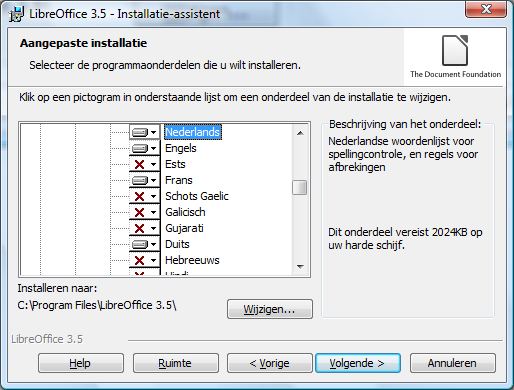 LibreOffice 3.5 - Installatie-assistent
Aangepaste installatie
Selecteer de programmaonderdelen die u wilt installeren.
The Document Foundation
Klik op een pictogram in onderstaande lijst om een onderdeel van de installatie te wijzigen.
Nederlands
Engels
Ests
Frans
Schots Gaelic
Galicisch
Gujarati
Duits
Hebreeuws
Hindi
Beschrijving van het onderdeel:
Nederlandse woordenlijst voor
spellingcontrole, en regels voor
afbrekingen
Dit onderdeel vereist 2024KB op
uw harde schijf.
Installeren naar:
C:\Program Files\LibreOffice 3.5\
Wijzigen...
LibreOffice 3.5
Help
Ruimte
< Vorige
Volgende >
Annuleren